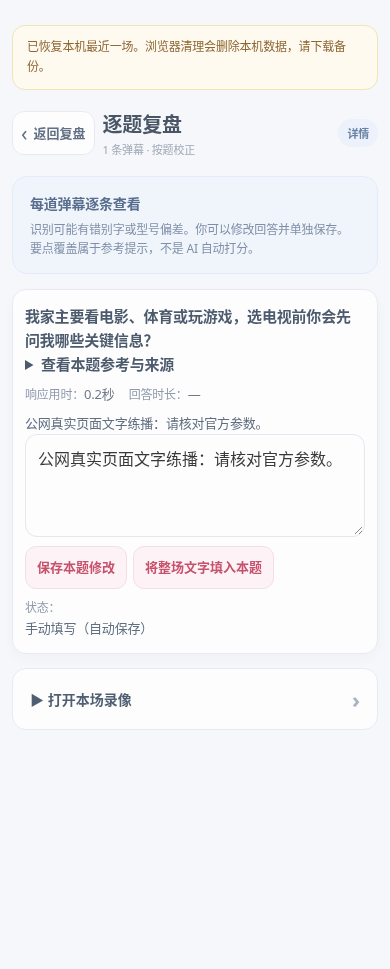 已恢复本机最近一场。浏览器清理会删除本机数据，请下载备
份。
‹ 返回复盘
逐题复盘
1 条弹幕 · 按题校正
详情
每道弹幕逐条查看
识别可能有错别字或型号偏差。你可以修改回答并单独保存。
要点覆盖属于参考提示，不是 AI 自动打分。
我家主要看电影、体育或玩游戏，选电视前你会先
问我哪些关键信息？
▶ 查看本题参考与来源
响应用时：0.2秒 回答时长：—
公网真实页面文字练播：请核对官方参数。
公网真实页面文字练播：请核对官方参数。
保存本题修改
将整场文字填入本题
状态：
手动填写（自动保存）
▶ 打开本场录像 ›